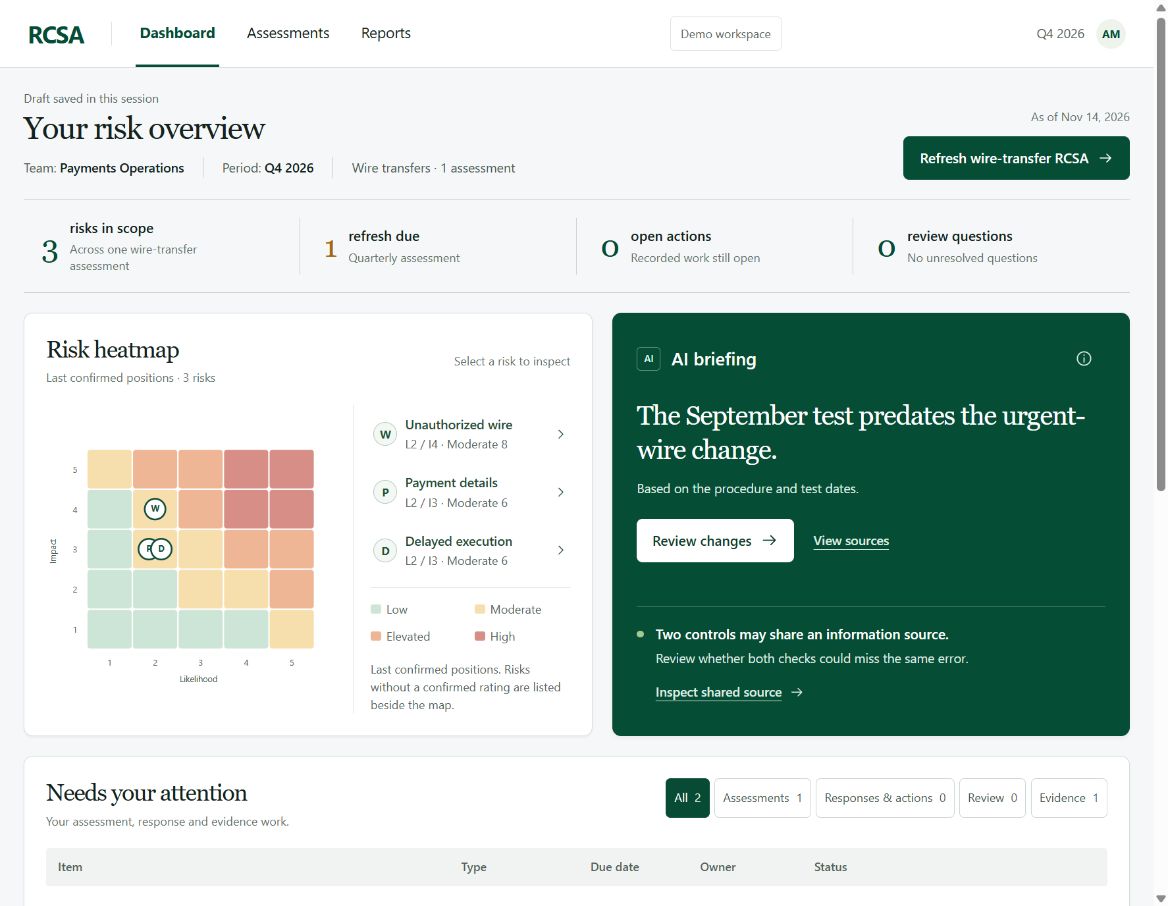 RCSA
Dashboard
Assessments
Reports
Demo workspace
Q4 2026
AM
Draft saved in this session
Your risk overview
Team: Payments Operations
Period: Q4 2026
Wire transfers · 1 assessment
As of Nov 14, 2026
Refresh wire-transfer RCSA →
3
risks in scope
Across one wire-transfer
assessment
1
refresh due
Quarterly assessment
0
open actions
Recorded work still open
0
review questions
No unresolved questions
Risk heatmap
Last confirmed positions · 3 risks
Select a risk to inspect
Impact
5
4
3
2
1
W
P
D
1
2
3
4
5
Likelihood
W
Unauthorized wire
L2 / I4 · Moderate 8
P
Payment details
L2 / I3 · Moderate 6
D
Delayed execution
L2 / I3 · Moderate 6
Low
Moderate
Elevated
High
Last confirmed positions. Risks
without a confirmed rating are listed
beside the map.
AI
AI briefing
The September test predates the urgent-
wire change.
Based on the procedure and test dates.
Review changes →
View sources
Two controls may share an information source.
Review whether both checks could miss the same error.
Inspect shared source →
Needs your attention
Your assessment, response and evidence work.
All 2
Assessments 1
Responses & actions 0
Review 0
Evidence 1
Item
Type
Due date
Owner
Status